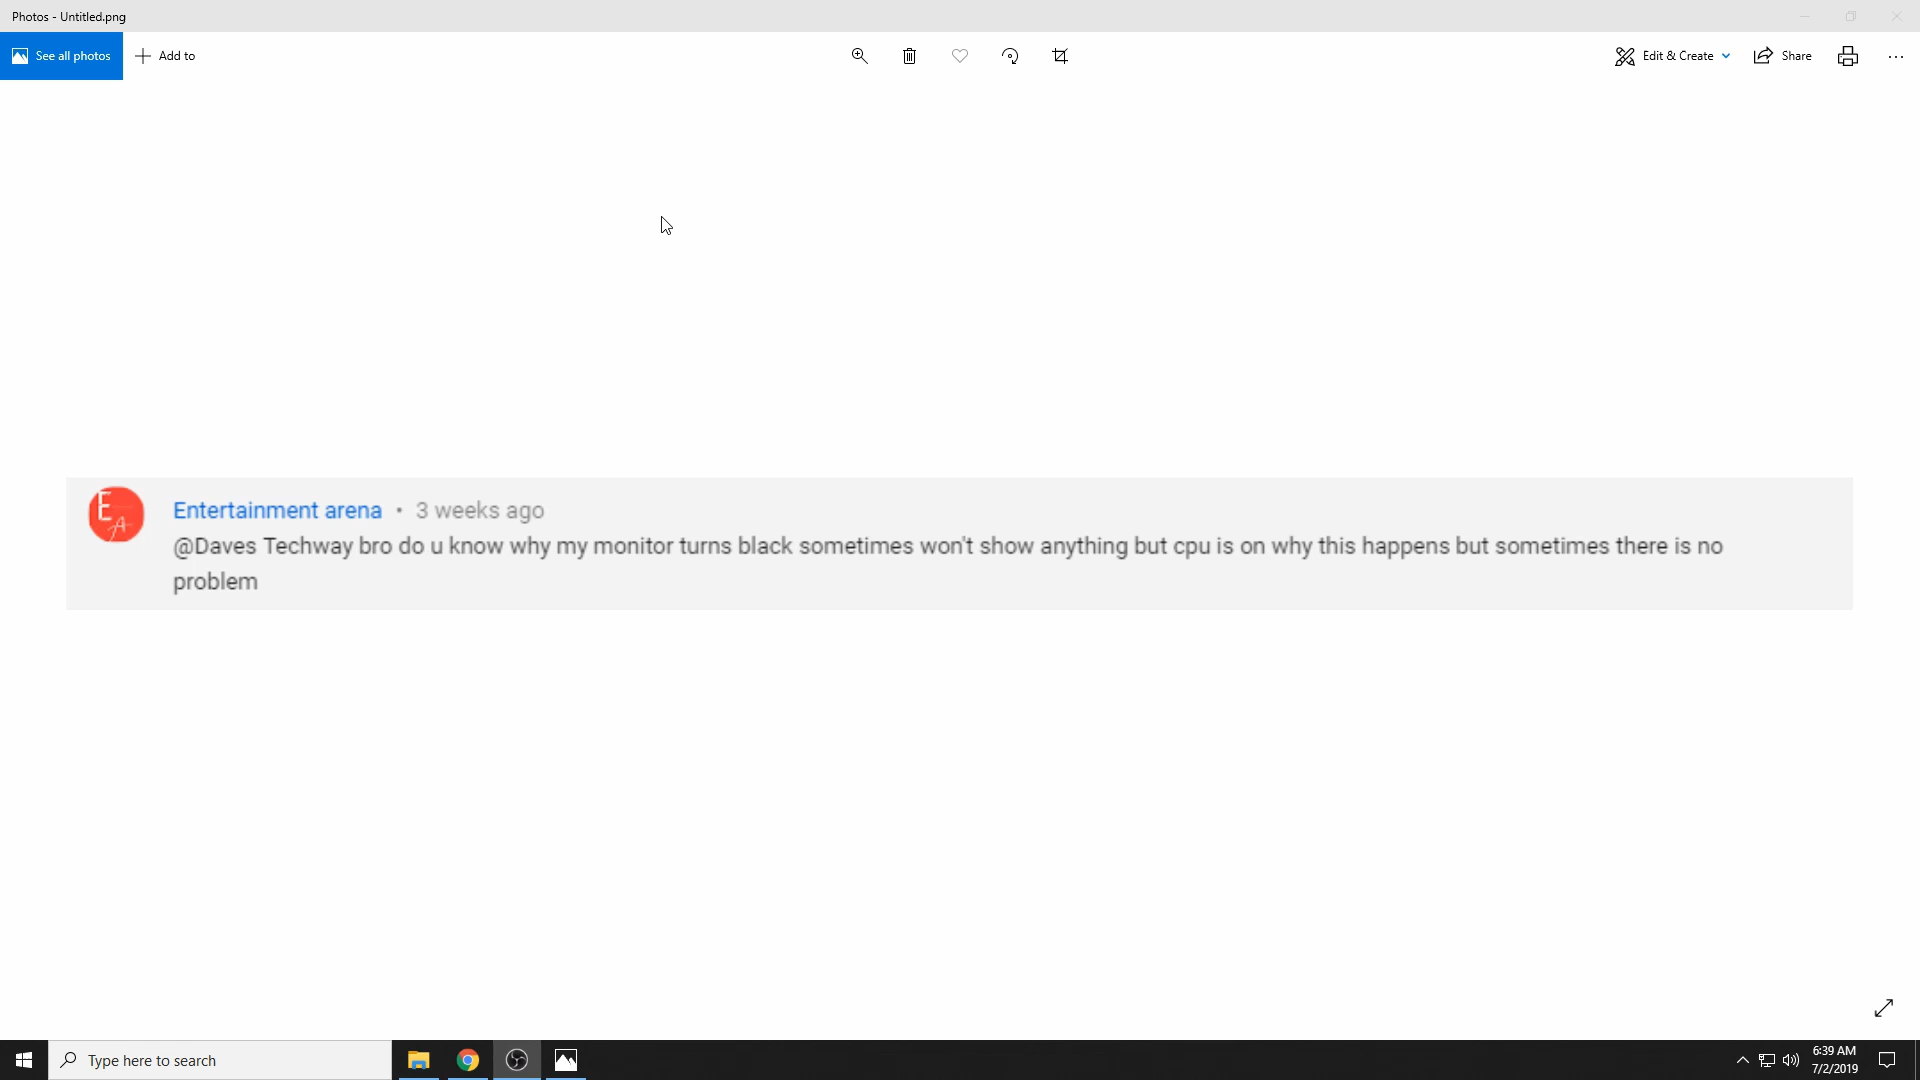 Photos - Untitled.png
See all photos
Add to
Edit & Create
Share
E
A
Entertainment arena • 3 weeks ago
@Daves Techway bro do u know why my monitor turns black sometimes won't show anything but cpu is on why this happens but sometimes there is no
problem
Type here to search
6:39 AM
7/2/2019